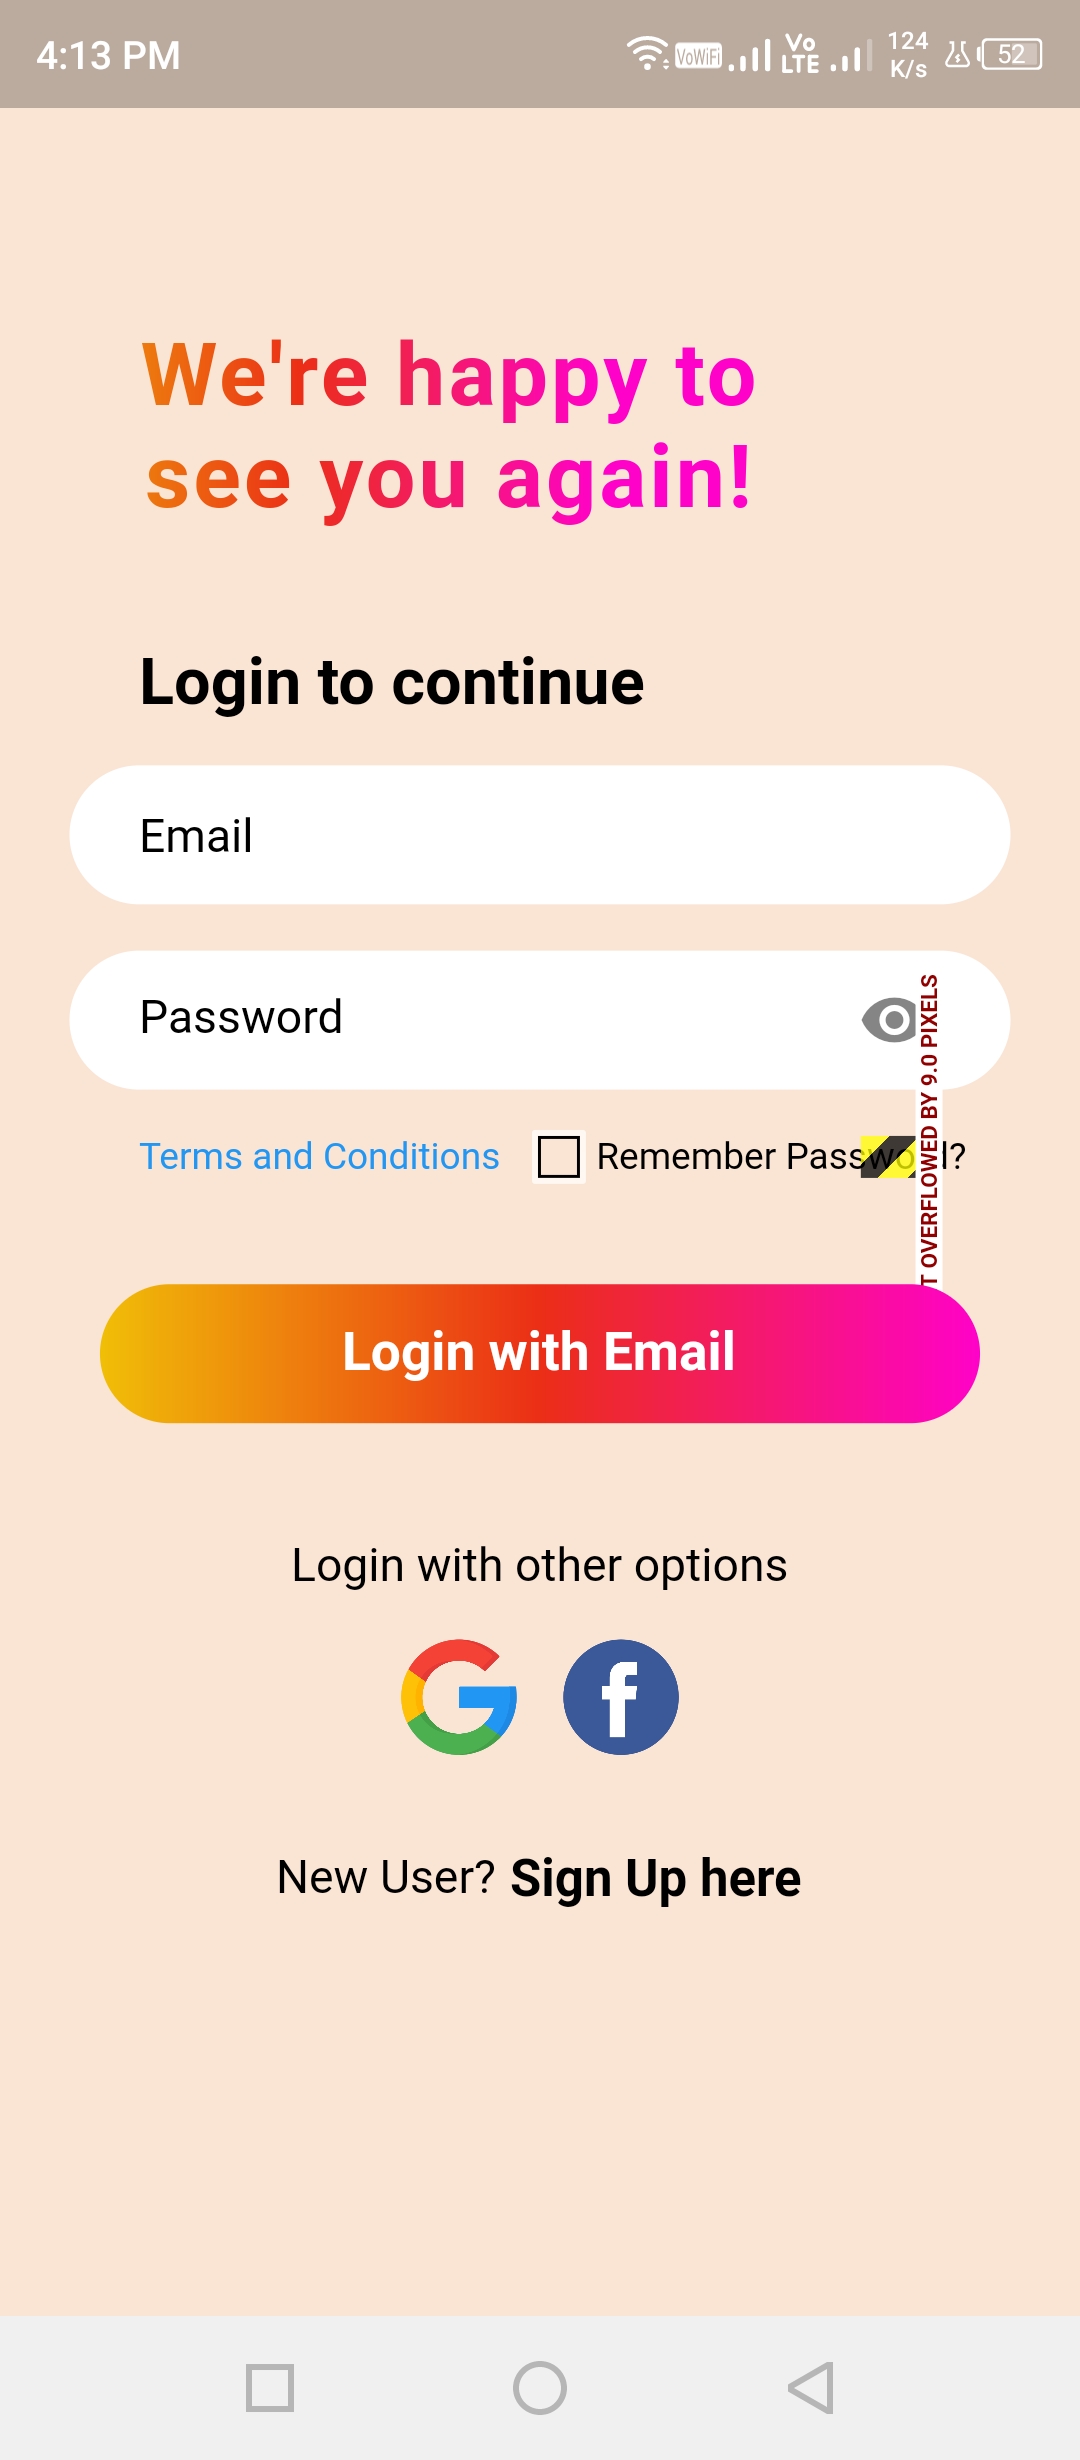 4:13 PM VoWiFi Vo LTE 124 K/s 52
We're happy to
see you again!
Login to continue
Email
Password
Terms and Conditions Remember Password?
T OVERFLOWED BY 9.0 PIXELS
Login with Email
Login with other options
New User? Sign Up here